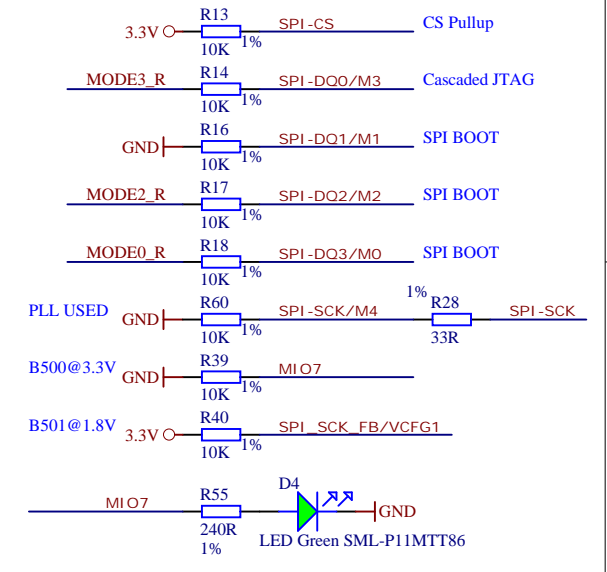 3.3V R13 10K 1% SPI-CS CS Pullup
MODE3_R R14 10K 1% SPI-DQ0/M3 Cascaded JTAG
GND R16 10K 1% SPI-DQ1/M1 SPI BOOT
MODE2_R R17 10K 1% SPI-DQ2/M2 SPI BOOT
MODE0_R R18 10K 1% SPI-DQ3/M0 SPI BOOT
PLL USED GND R60 10K 1% SPI-SCK/M4 1% R28 33R SPI-SCK
B500@3.3V GND R39 10K 1% MIO7
B501@1.8V 3.3V R40 10K 1% SPI_SCK_FB/VCFG1
MIO7 R55 240R 1% D4 GND
LED Green SML-P11MTT86